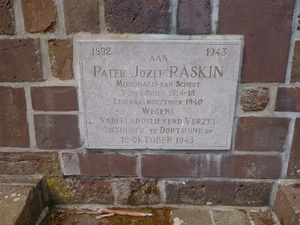 1892 1943
AAN
PATER JOZEF RASKIN
MISSIONARIS VAN SCHEUT
VUURKRUISER 1914-18
LEGERAALMOEZENIER 1940
WEGENS
VADERLANDSLIEVEND VERZET
ONTHOOFD TE DORTMUND OP
18 OKTOBER 1943